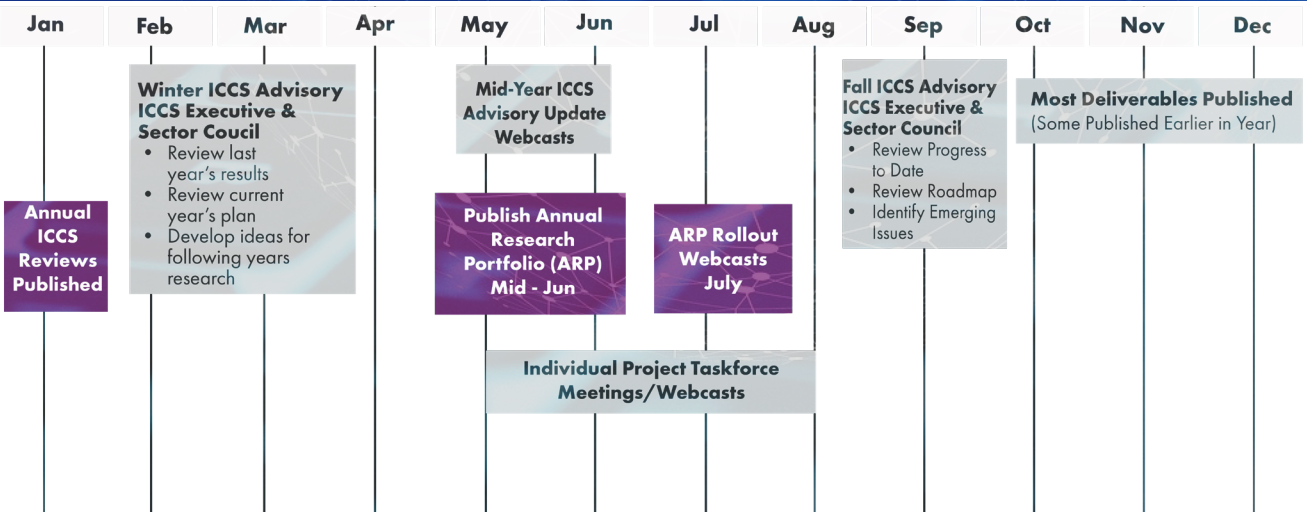 Jan Feb Mar Apr May Jun Jul Aug Sep Oct Nov Dec
Annual
ICCS
Reviews
Published
Winter ICCS Advisory
ICCS Executive &
Sector Coucil
• Review last
year's results
• Review current
year's plan
• Develop ideas for
following years
research
Mid-Year ICCS
Advisory Update
Webcasts
Publish Annual
Research
Portfolio (ARP)
Mid - Jun
ARP Rollout
Webcasts
July
Individual Project Taskforce
Meetings/Webcasts
Fall ICCS Advisory
ICCS Executive &
Sector Council
• Review Progress
to Date
• Review Roadmap
• Identify Emerging
Issues
Most Deliverables Published
(Some Published Earlier in Year)